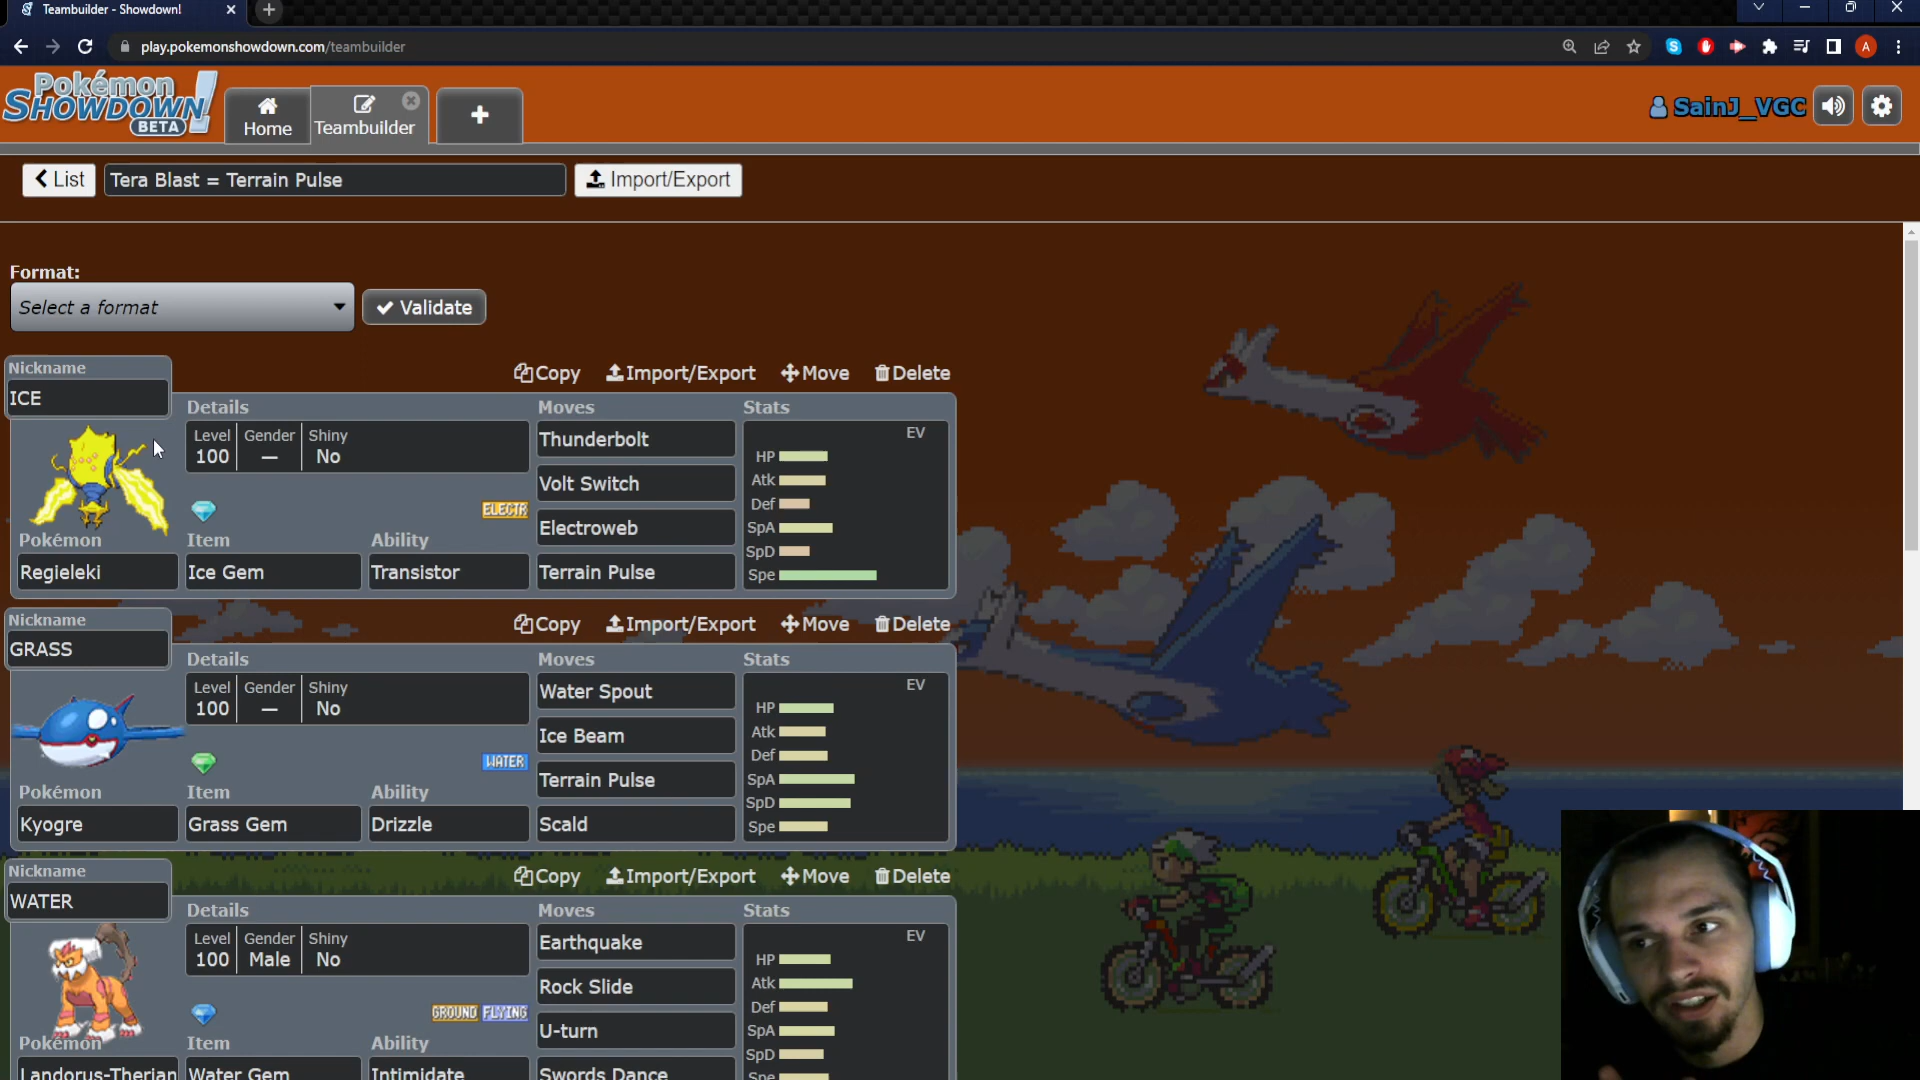 Teambuilder - Showdown!
play.pokemonshowdown.com/teambuilder
A
Pokémon
SHOWDOWN!
BETA
Home
Teambuilder
SainJ_VGC
List
Tera Blast = Terrain Pulse
Import/Export
Format:
Select a format
Validate
Nickname
ICE
Copy
Import/Export
Move
Delete
Details
Moves
Stats
Level
Gender
Shiny
100
—
No
Thunderbolt
Volt Switch
Electroweb
Terrain Pulse
EV
HP
Atk
Def
SpA
SpD
Spe
ELECTR
Pokémon
Item
Ability
Regieleki
Ice Gem
Transistor
Nickname
GRASS
Copy
Import/Export
Move
Delete
Details
Moves
Stats
Level
Gender
Shiny
100
—
No
Water Spout
Ice Beam
Terrain Pulse
Scald
EV
HP
Atk
Def
SpA
SpD
Spe
WATER
Pokémon
Item
Ability
Kyogre
Grass Gem
Drizzle
Nickname
WATER
Copy
Import/Export
Move
Delete
Details
Moves
Stats
Level
Gender
Shiny
100
Male
No
Earthquake
Rock Slide
U-turn
Swords Dance
EV
HP
Atk
Def
SpA
SpD
Spe
GROUND FLYING
Pokémon
Item
Ability
Landorus-Therian
Water Gem
Intimidate